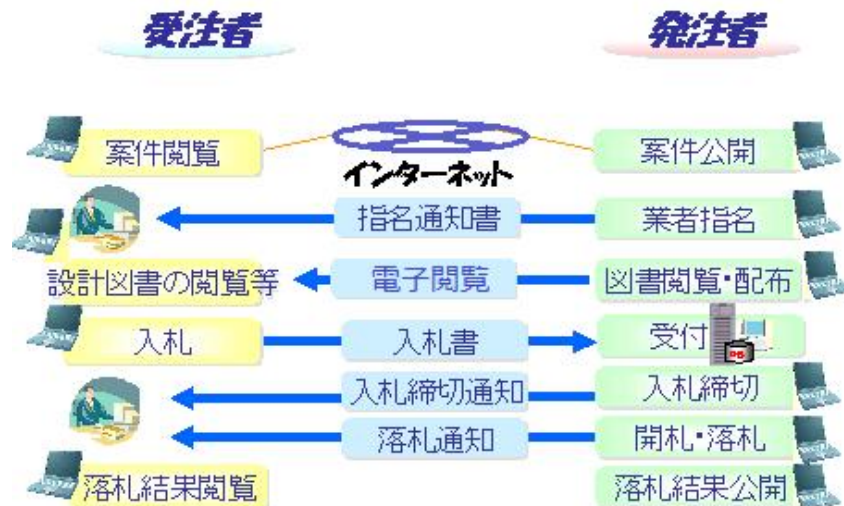 受注者 発注者
案件閲覧 案件公開
インターネット
指名通知書 業者指名
設計図書の閲覧等 電子閲覧 図書閲覧・配布
入札 入札書 受付
入札締切通知 入札締切
落札通知 開札・落札
落札結果閲覧 落札結果公開